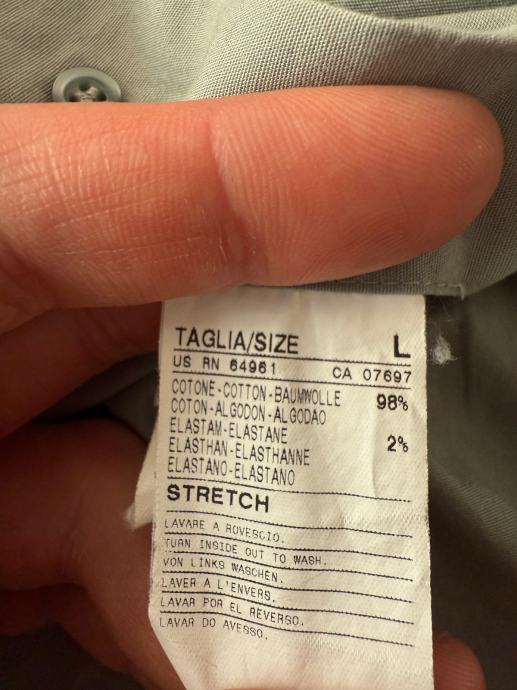 TAGLIA/SIZE L
US RN 64961 CA 07697
COTONE-COTTON-BAUMWOLLE 98%
COTON-ALGODON-ALGODAO
ELASTAM-ELASTANE 2%
ELASTHAN-ELASTHANNE
ELASTANO-ELASTANO
STRETCH
LAVARE A ROVESCIO.
TURN INSIDE OUT TO WASH.
VON LINKS WASCHEN.
LAVER A L'ENVERS.
LAVAR POR EL REVERSO.
LAVAR DO AVESSO.